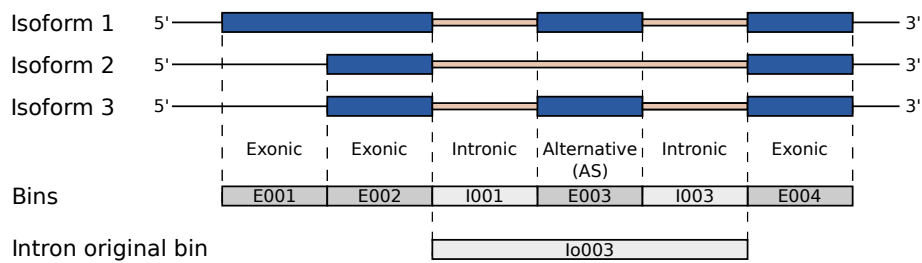 Isoform 1 5' 3'
Isoform 2 5' 3'
Isoform 3 5' 3'
Exonic Exonic Intronic Alternative (AS) Intronic Exonic
Bins E001 E002 I001 E003 I003 E004
Intron original bin Io003